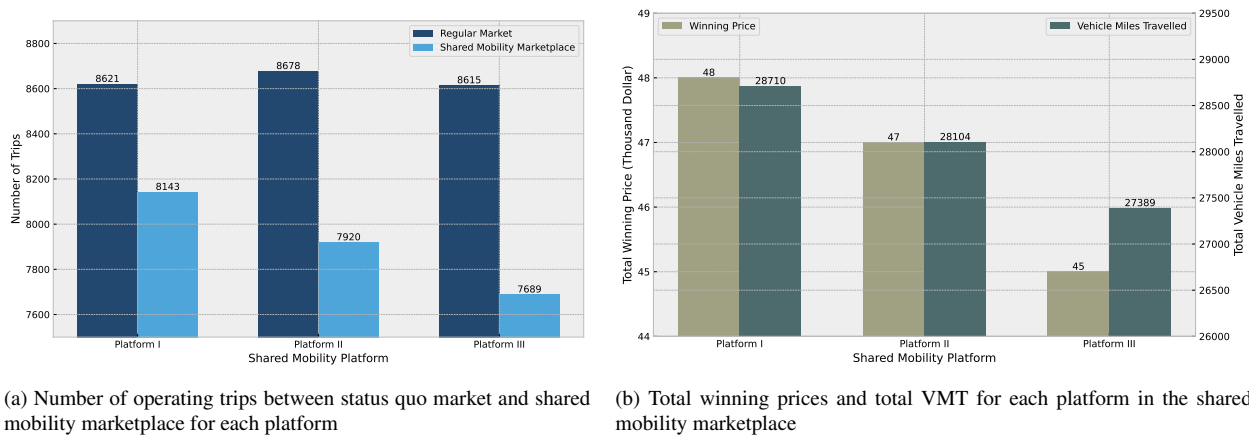 8800
8600
8400
8200
8000
7800
7600
Number of Trips
Regular Market
Shared Mobility Marketplace
8621
8143
8678
7920
8615
7689
Platform I
Platform II
Platform III
Shared Mobility Platform
49
48
47
46
45
44
Total Winning Price (Thousand Dollar)
Winning Price
Vehicle Miles Travelled
48
28710
47
28104
45
27389
29500
29000
28500
28000
27500
27000
26500
26000
Total Vehicle Miles Travelled
Platform I
Platform II
Platform III
Shared Mobility Platform
(a) Number of operating trips between status quo market and shared
mobility marketplace for each platform
(b) Total winning prices and total VMT for each platform in the shared
mobility marketplace